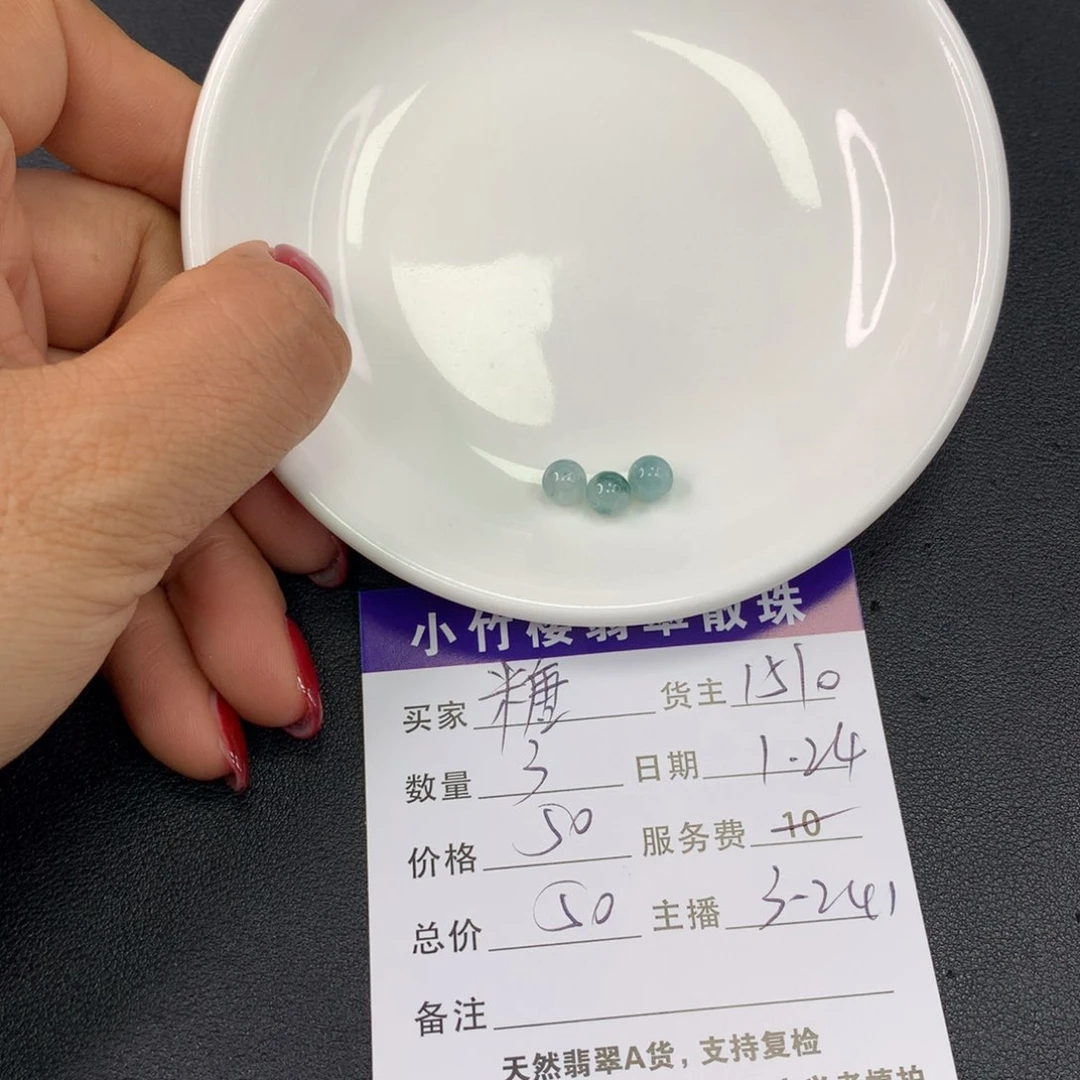 小竹楼翡翠散珠
买家 糖 货主 1510
数量 3 日期 1.24
价格 50 服务费 10
总价 50 主播 3-241
备注
天然翡翠A货，支持复检